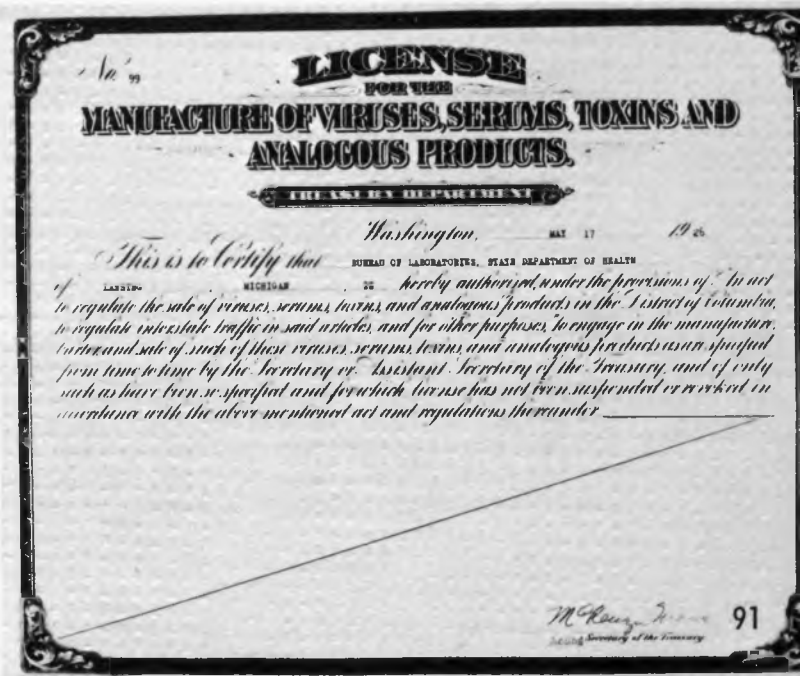 No. 99
LICENSE
FOR THE
MANUFACTURE OF VIRUSES, SERUMS, TOXINS AND
ANALOGOUS PRODUCTS.
TREASURY DEPARTMENT
Washington, MAY 17 19 26
This is to Certify that BUREAU OF LABORATORIES, STATE DEPARTMENT OF HEALTH
of LANSING, MICHIGAN IS hereby authorized, under the provisions of "An act
to regulate the sale of viruses, serums, toxins, and analogous products in the District of Columbia,
to regulate interstate traffic in said articles, and for other purposes," to engage in the manufacture,
barter, and sale of such of these viruses, serums, toxins, and analogous products as are specified
from time to time by the Secretary or Assistant Secretary of the Treasury, and of only
such as have been so specified and for which license has not been suspended or revoked in
accordance with the above mentioned act and regulations thereunder
91
Secretary of the Treasury